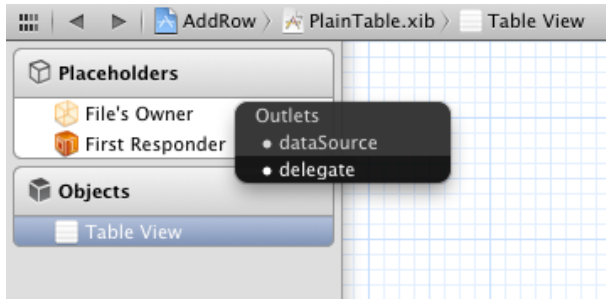 AddRow PlainTable.xib Table View
Placeholders
File's Owner
First Responder
Outlets
dataSource
delegate
Objects
Table View